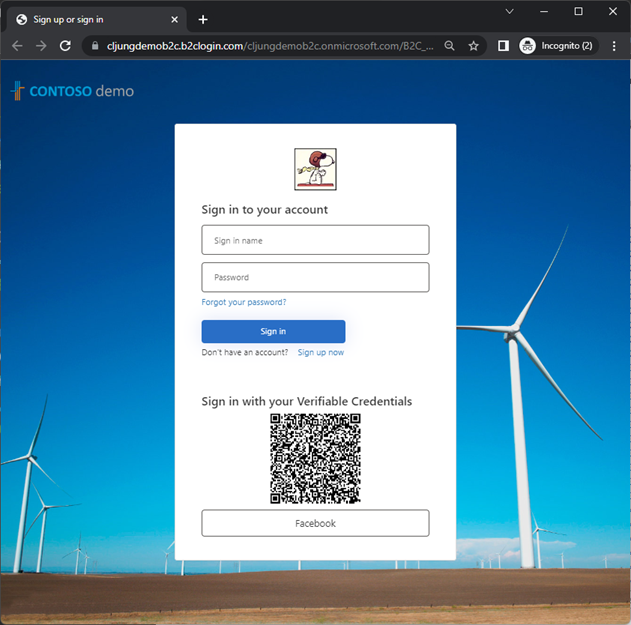 Sign up or sign in
cljungdemob2c.b2clogin.com/cljungdemob2c.onmicrosoft.com/B2C_...
Incognito (2)
CONTOSO demo
Sign in to your account
Sign in name
Password
Forgot your password?
Sign in
Don't have an account? Sign up now
Sign in with your Verifiable Credentials
Facebook